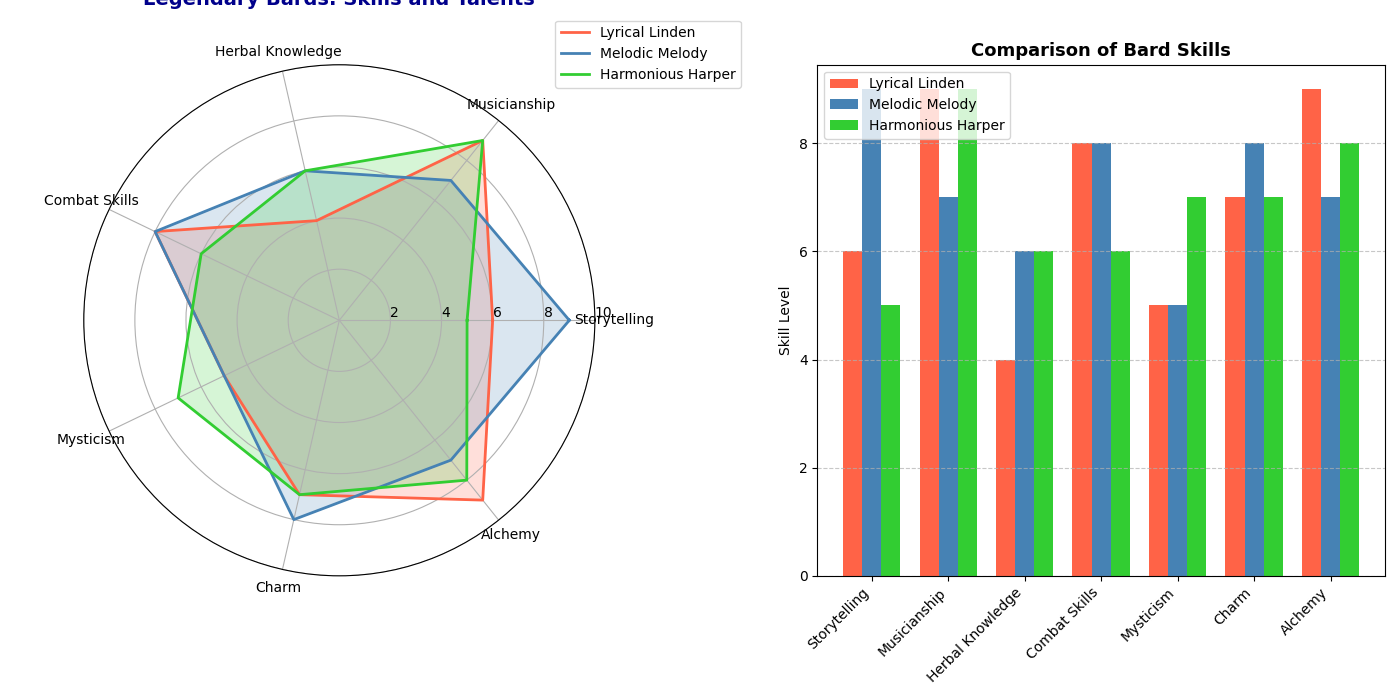 Legendary Bards: Skills and Talents
Lyrical Linden
Melodic Melody
Harmonious Harper
Herbal Knowledge
Musicianship
Combat Skills
2
4
6
8
10
Storytelling
Mysticism
Alchemy
Charm
Comparison of Bard Skills
Lyrical Linden
Melodic Melody
Harmonious Harper
Skill Level
8
6
4
2
0
Storytelling
Musicianship
Herbal Knowledge
Combat Skills
Mysticism
Charm
Alchemy